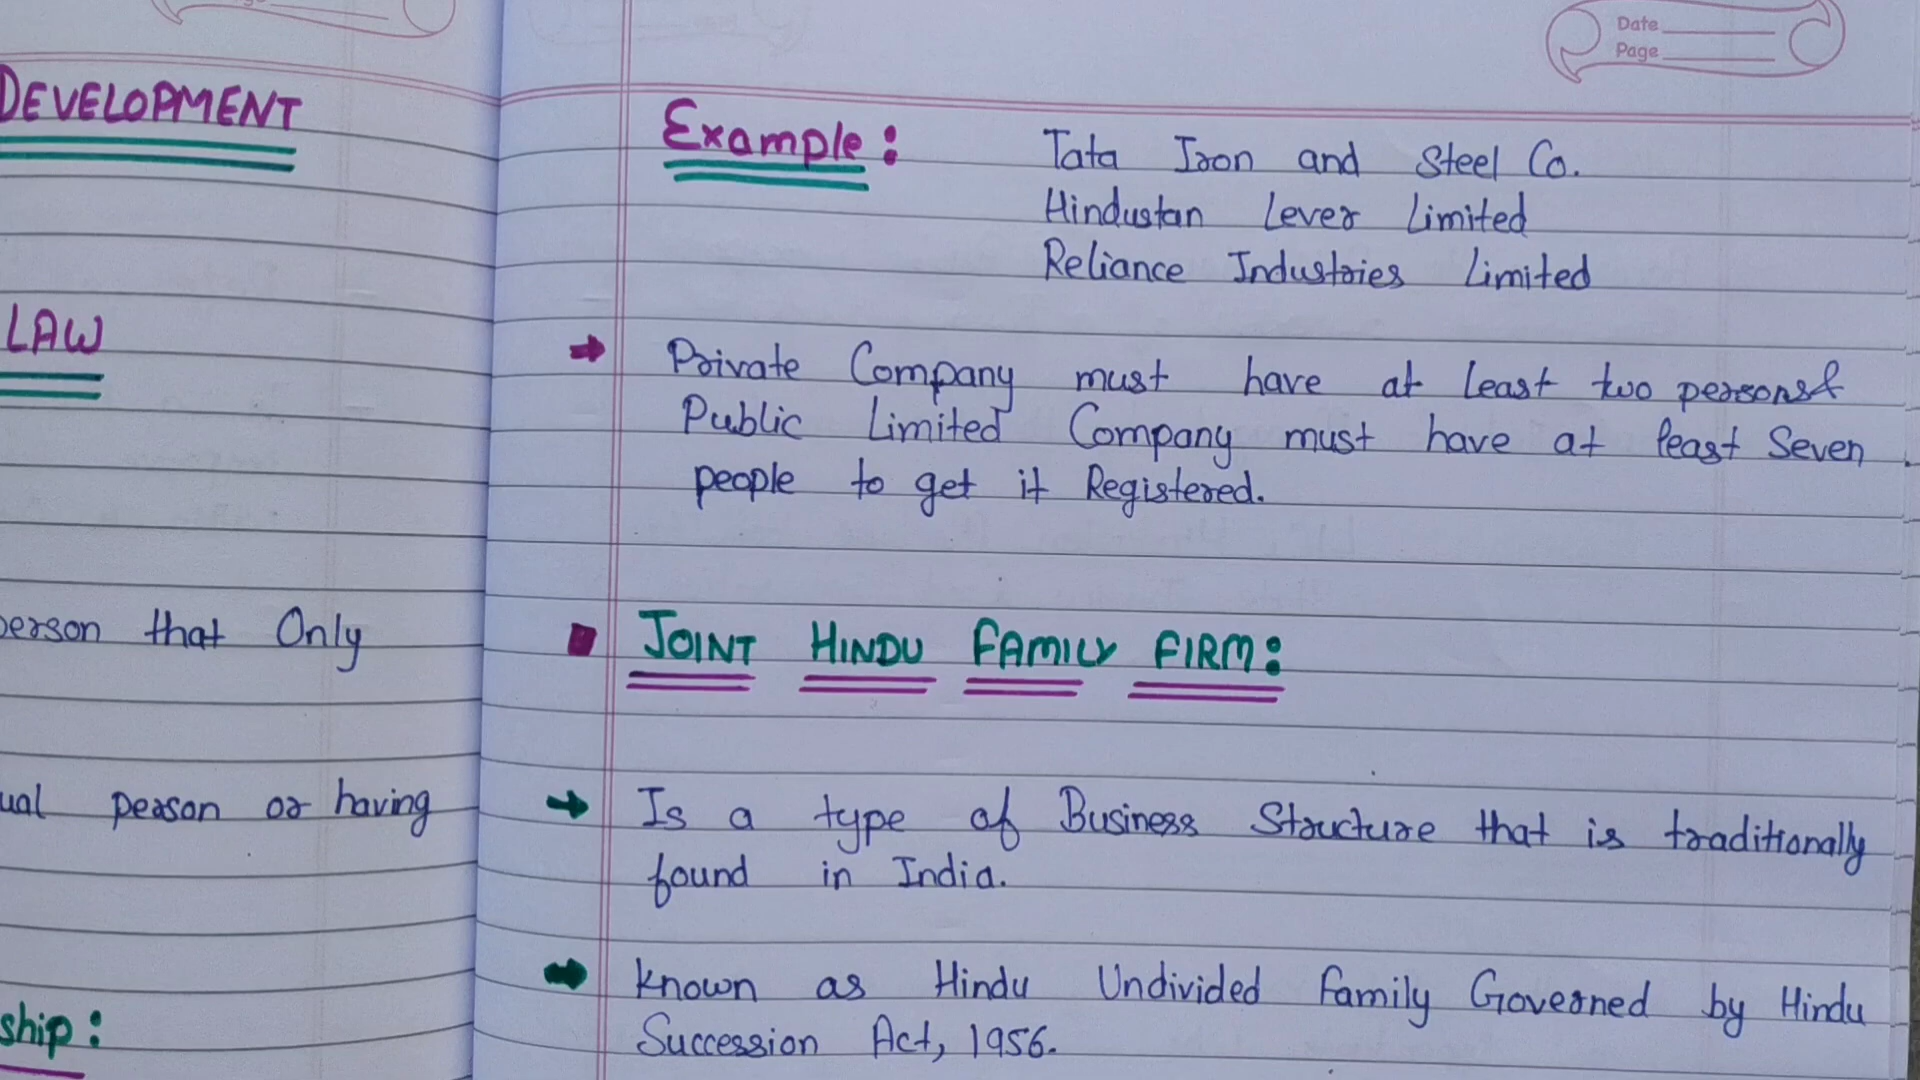 DEVELOPMENT
LAW
person that Only
ual person or having
ship:
Date
Page
Example: Tata Iron and Steel Co.
Hindustan Lever Limited
Reliance Industries Limited
Private Company must have at least two persons &
Public Limited Company must have at least Seven
people to get it Registered.
JOINT HINDU FAMILY FIRM:
Is a type of Business Structure that is traditionally
found in India.
Known as Hindu Undivided Family Governed by Hindu
Succession Act, 1956.